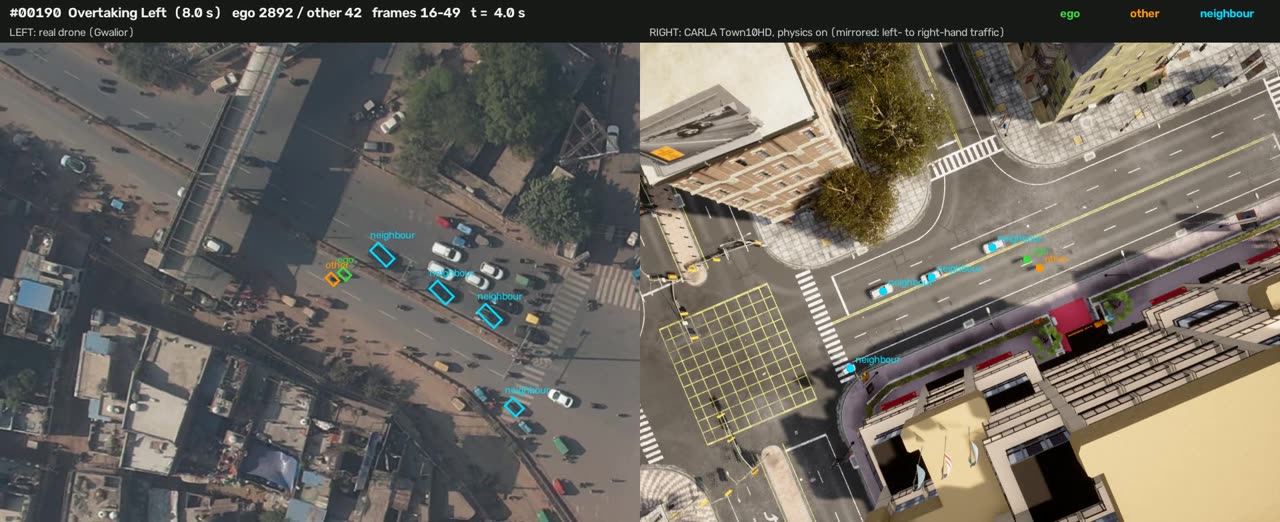 #00190 Overtaking Left (8.0 s) ego 2892 / other 42 frames 16-49 t = 4.0 s
ego other neighbour
LEFT: real drone (Gwalior)
RIGHT: CARLA Town10HD, physics on (mirrored: left- to right-hand traffic)
neighbour
ego
other
neighbour
neighbour
neighbour
neighbour
neighbour
neighbour
other
neighbour